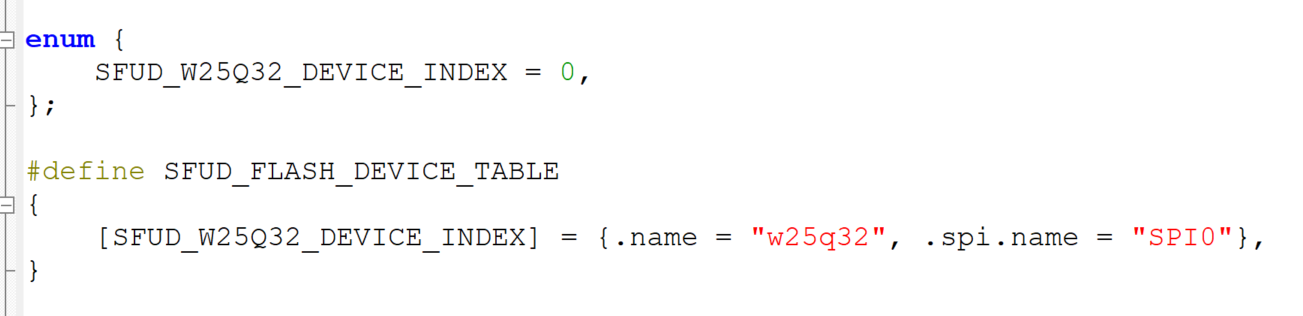 enum {
    SFUD_W25Q32_DEVICE_INDEX = 0,
};
#define SFUD_FLASH_DEVICE_TABLE
{
    [SFUD_W25Q32_DEVICE_INDEX] = {.name = "w25q32", .spi.name = "SPI0"},
}